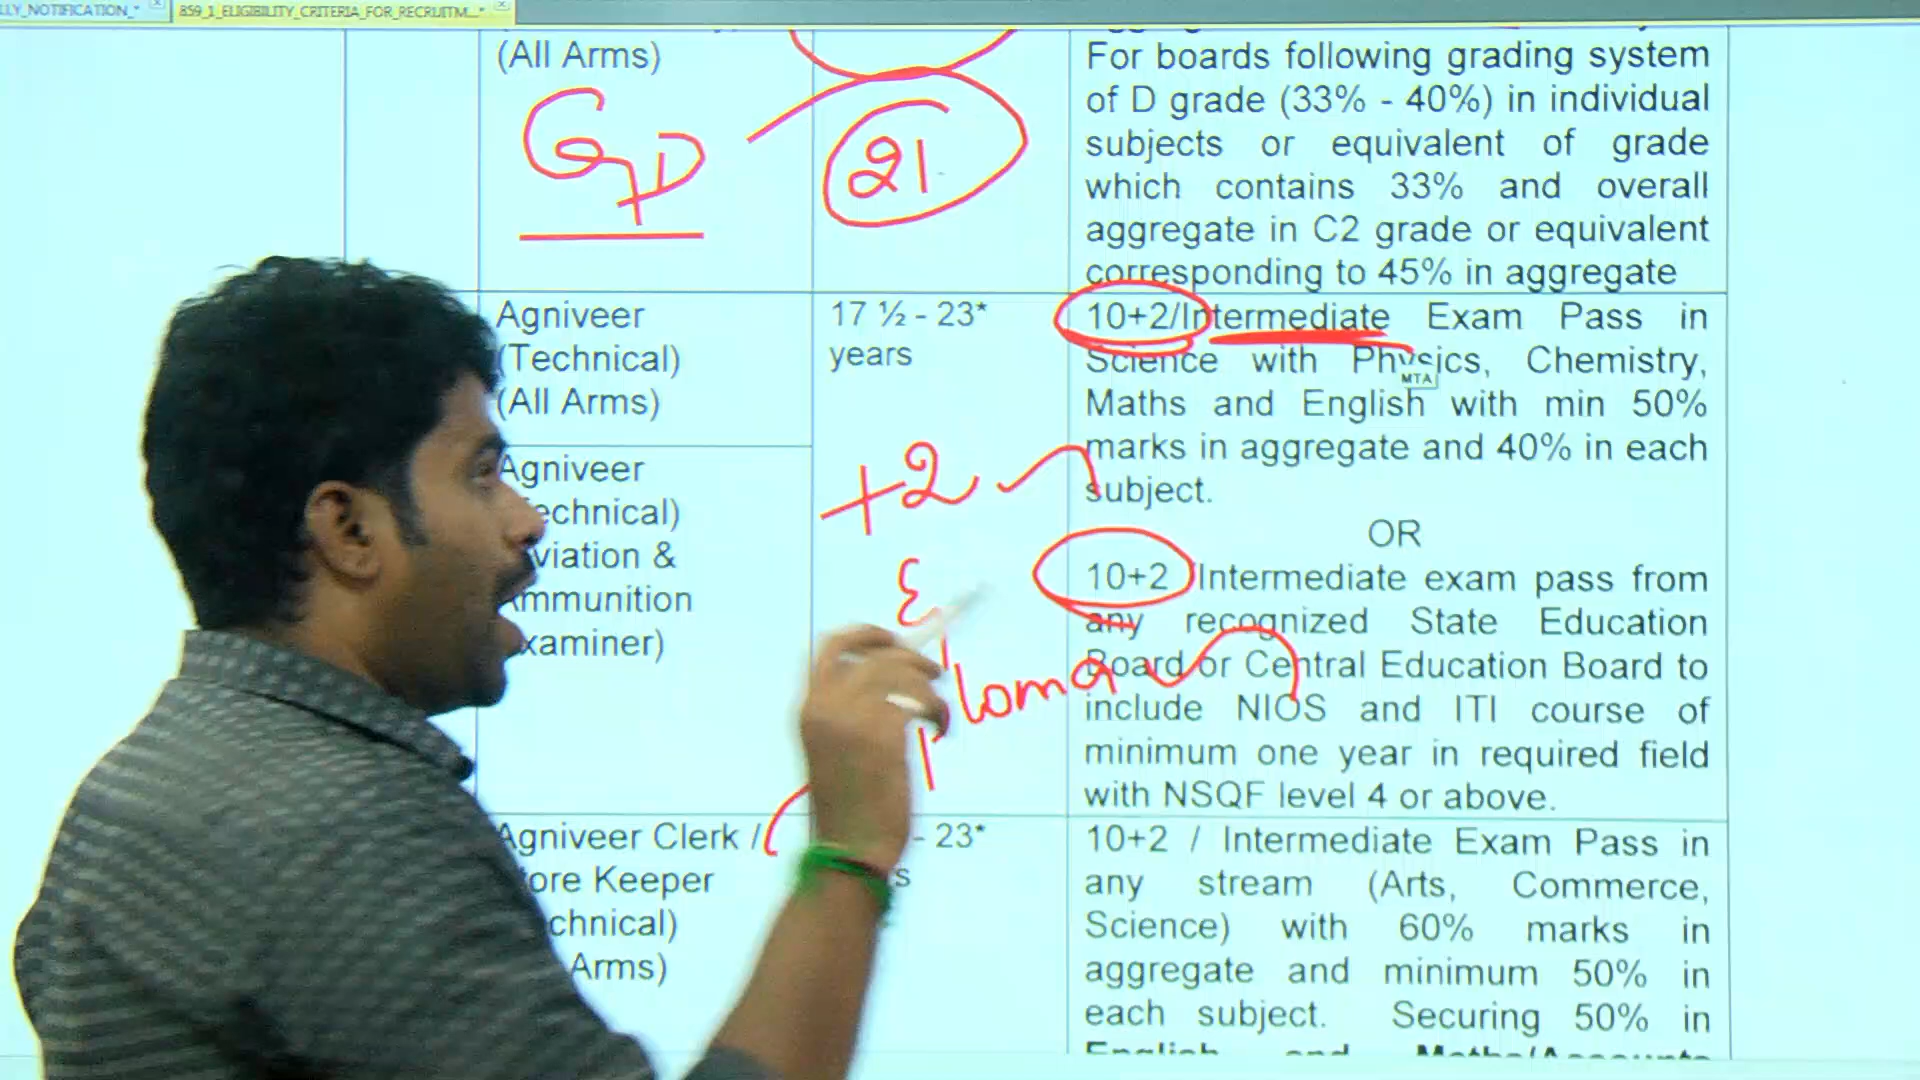 LLY_NOTIFICATION_*
859_1_ELIGIBILITY_CRITERIA_FOR_RECRUITM...*
(All Arms)
GD
21
For boards following grading system
of D grade (33% - 40%) in individual
subjects or equivalent of grade
which contains 33% and overall
aggregate in C2 grade or equivalent
corresponding to 45% in aggregate
Agniveer
(Technical)
(All Arms)
17 ½ - 23*
years
10+2/Intermediate Exam Pass in
Science with Physics, Chemistry,
Maths and English with min 50%
marks in aggregate and 40% in each
subject.
MTA
OR
10+2 /Intermediate exam pass from
any recognized State Education
Board or Central Education Board to
include NIOS and ITI course of
minimum one year in required field
with NSQF level 4 or above.
Agniveer
echnical)
viation &
mmunition
xaminer)
+2
ε
loma
Agniveer Clerk /
ore Keeper
chnical)
Arms)
- 23*
s
10+2 / Intermediate Exam Pass in
any stream (Arts, Commerce,
Science) with 60% marks in
aggregate and minimum 50% in
each subject. Securing 50% in
English and Maths/Accounts